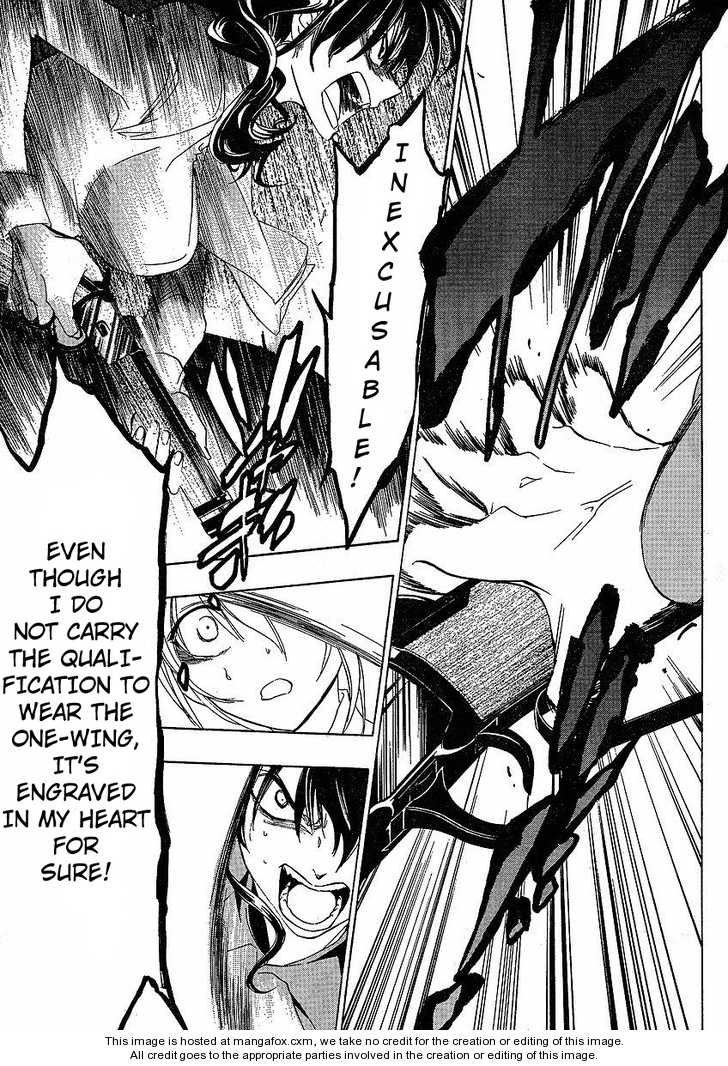 INEXCUSABLE!
EVEN
THOUGH
I DO
NOT CARRY
THE QUALI-
FICATION TO
WEAR THE
ONE-WING,
IT'S
ENGRAVED
IN MY HEART
FOR
SURE!
This image is hosted at mangafox.cxm, we take no credit for the creation or editing of this image.
All credit goes to the appropriate parties involved in the creation or editing of this image.